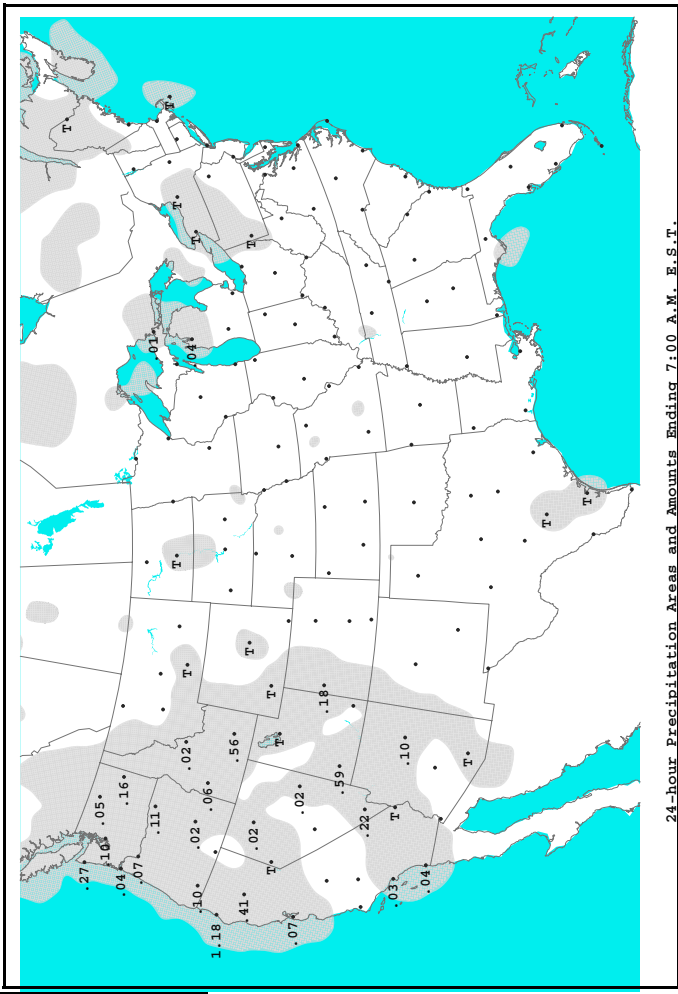 24-hour Precipitation Areas and Amounts Ending 7:00 A.M. E.S.T.
T
T
T
T
T
.01
.04
T
T
T
T
T
T
.18
.02
.56
T
.59
.10
T
.16
.05
.06
.11
.02
.02
.02
.22
T
.10
.27
.04
.07
T
.10
.41
1.18
.07
.03
.04